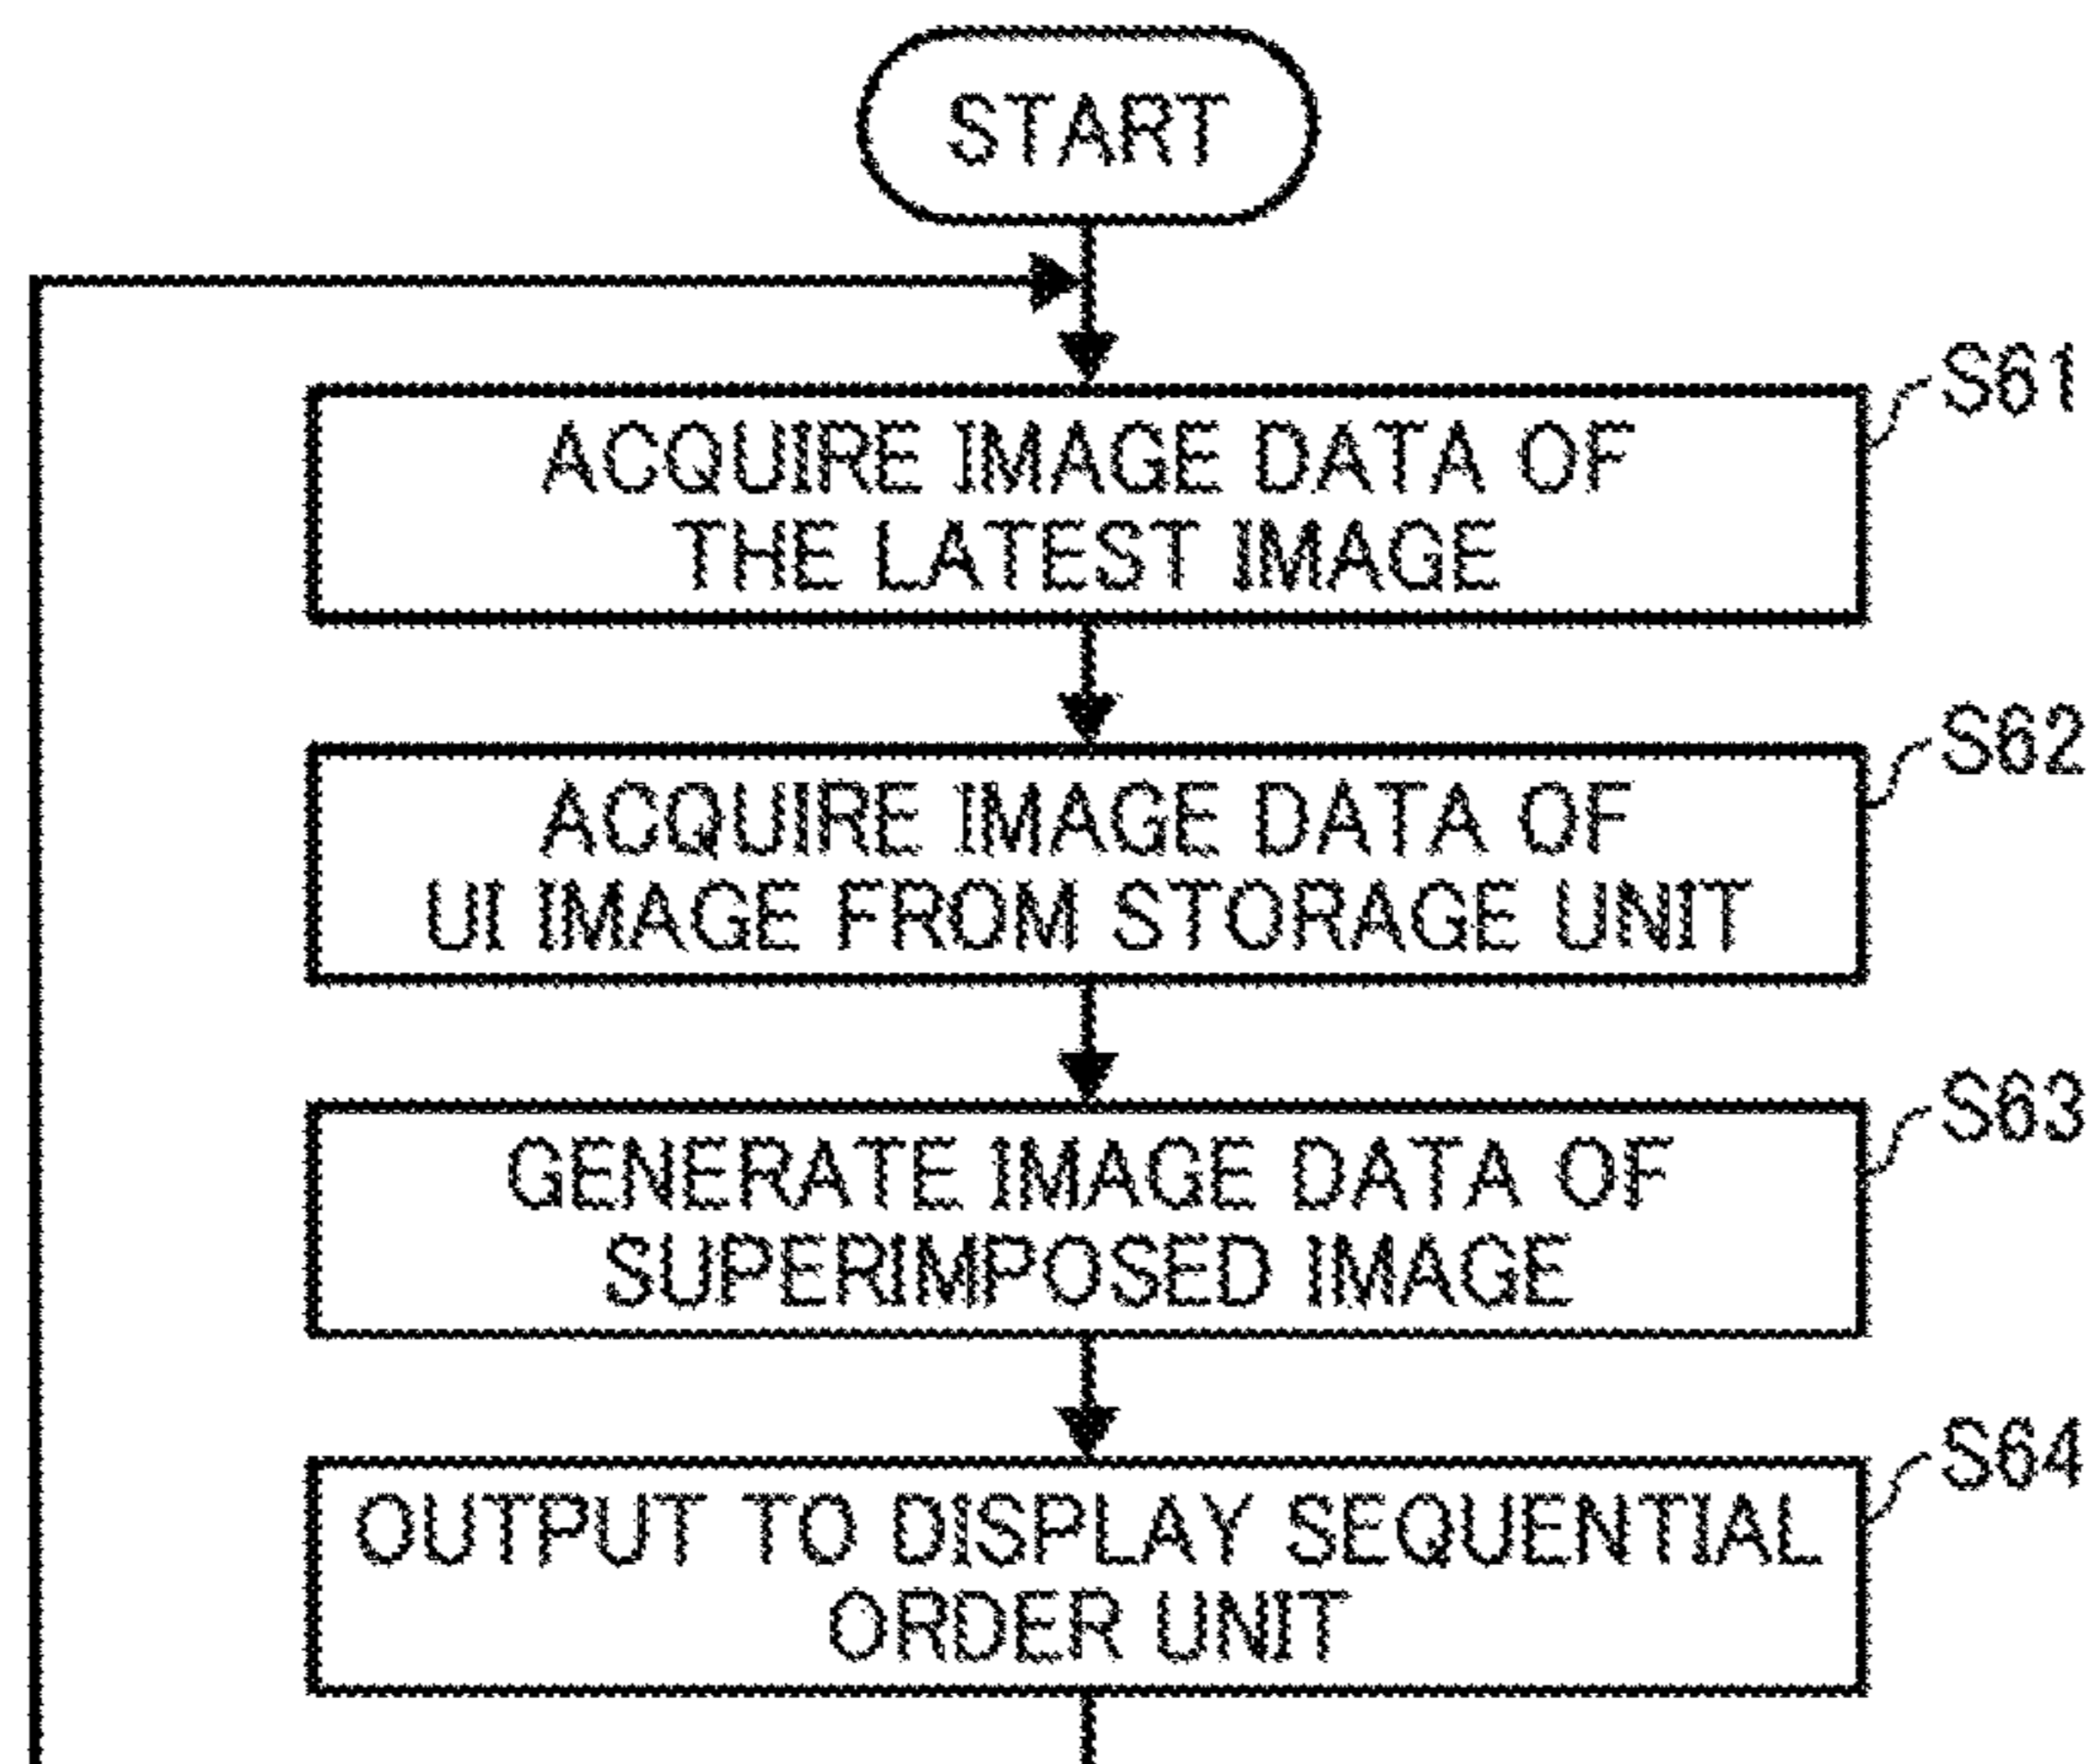 START
S61
ACQUIRE IMAGE DATA OF
THE LATEST IMAGE
S62
ACQUIRE IMAGE DATA OF
UI IMAGE FROM STORAGE UNIT
S63
GENERATE IMAGE DATA OF
SUPERIMPOSED IMAGE
S64
OUTPUT TO DISPLAY SEQUENTIAL
ORDER UNIT